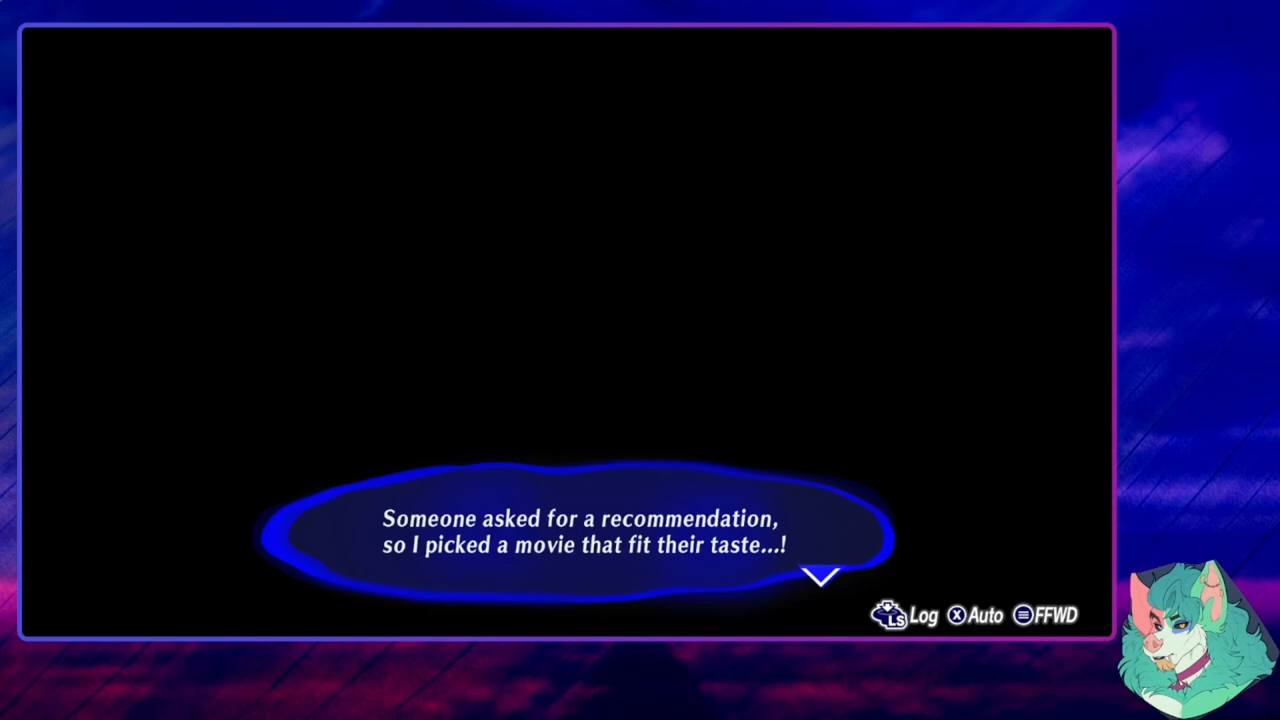 Someone asked for a recommendation,
so I picked a movie that fit their taste...!
LS Log X Auto FFWD